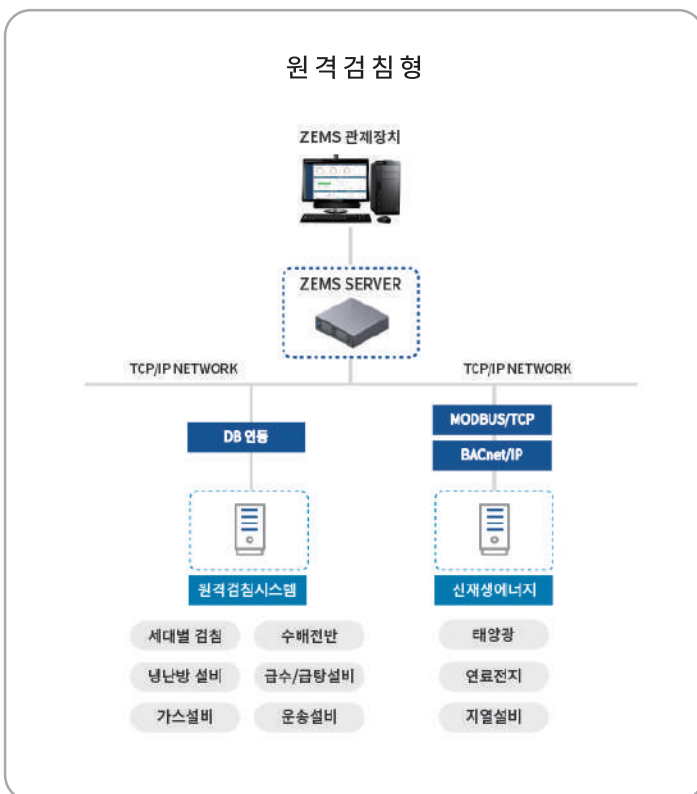 원격검침형
ZEMS 관제장치
ZEMS SERVER
TCP/IP NETWORK
TCP/IP NETWORK
DB 연동
MODBUS/TCP
BACnet/IP
원격검침시스템
신재생에너지
세대별 검침
수배전반
태양광
냉난방 설비
급수/급탕설비
연료전지
가스설비
운송설비
지열설비